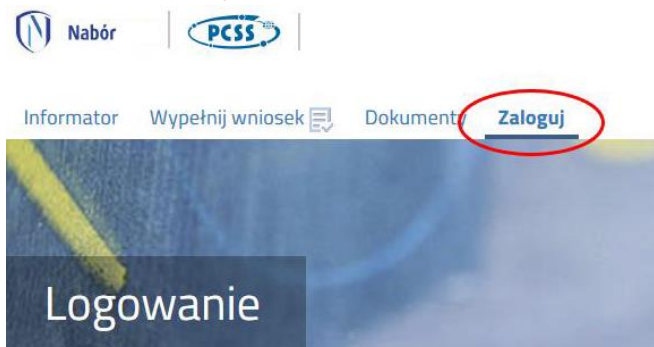 Nabór PCSS
Informator Wypełnij wniosek Dokumenty Zaloguj
Logowanie